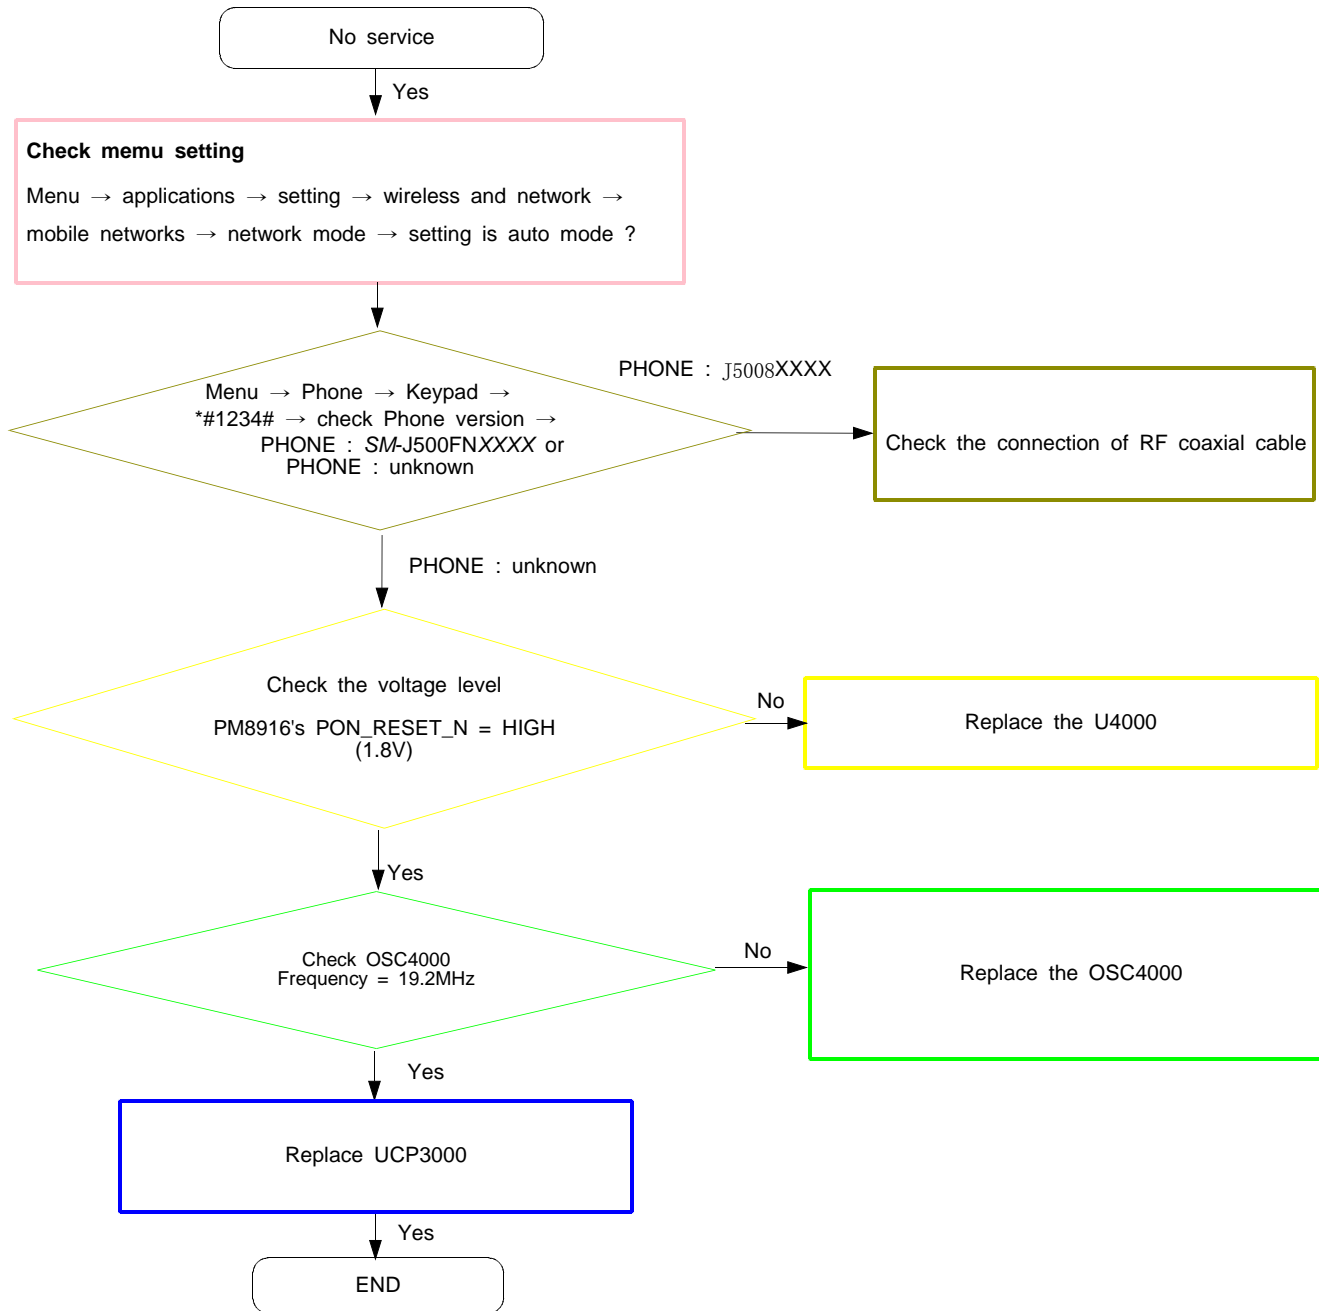 No service
Yes
Check memu setting
Menu → applications → setting → wireless and network →
mobile networks → network mode → setting is auto mode ?
PHONE : J5008XXXX
Menu → Phone → Keypad →
*#1234# → check Phone version →
PHONE : SM-J500FNXXXX or
PHONE : unknown
Check the connection of RF coaxial cable
PHONE : unknown
Check the voltage level
PM8916's PON_RESET_N = HIGH
(1.8V)
No
Replace the U4000
Yes
Check OSC4000
Frequency = 19.2MHz
No
Replace the OSC4000
Yes
Replace UCP3000
Yes
END